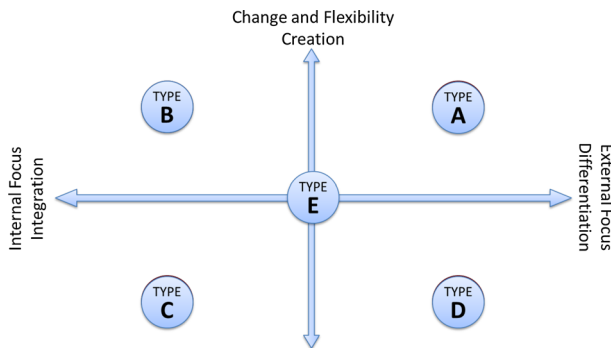 Change and Flexibility
Creation
TYPE
B
TYPE
A
Internal Focus
Integration
TYPE
E
External Focus
Differentiation
TYPE
C
TYPE
D